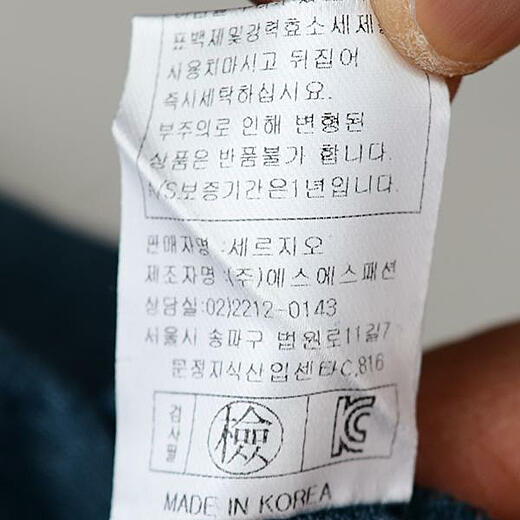 표백제및강력효소세제를
사용치마시고 뒤집어
즉시세탁하십시요.
부주의로 인해 변형된
상품은 반품불가 합니다.
A/S보증기간은1년입니다.
판매자명 :세르지오
제조자명 :(주)에스에스패션
상담실:02)2212-0143
서울시 송파구 법원로11길7
문정지식산업센타C,816
검사필
檢
KC
MADE IN KOREA